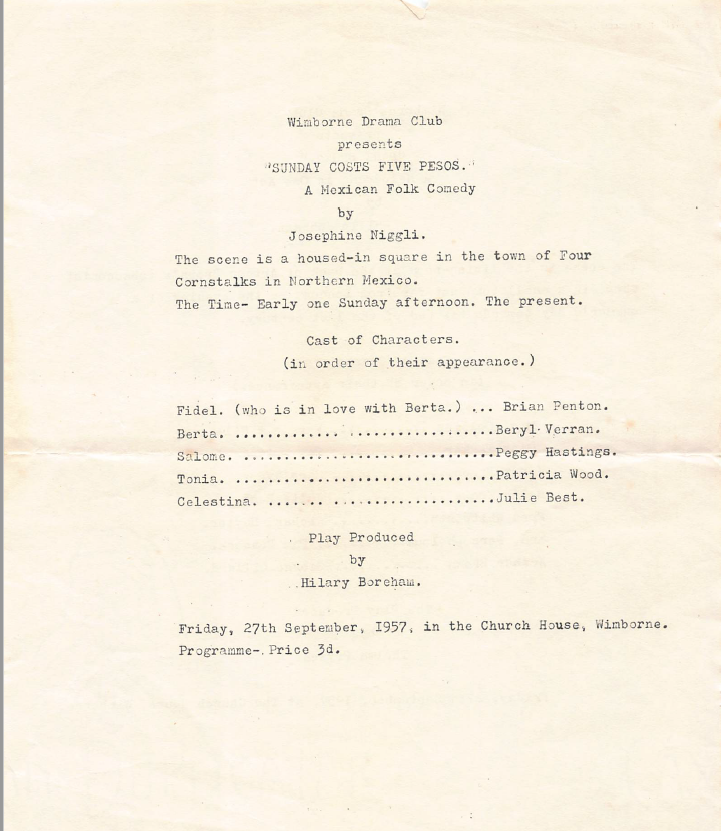 Wimborne Drama Club
presents
"SUNDAY COSTS FIVE PESOS."
A Mexican Folk Comedy
by
Josephine Niggli.
The scene is a housed-in square in the town of Four
Cornstalks in Northern Mexico.
The Time- Early one Sunday afternoon. The present.
Cast of Characters.
(in order of their appearance.)
Fidel. (who is in love with Berta.) ... Brian Penton.
Berta. .................................Beryl Verran.
Salome. ................................Peggy Hastings.
Tonia. .................................Patricia Wood.
Celestina. ....... .....................Julie Best.
Play Produced
by
Hilary Boreham.
Friday, 27th September, 1957, in the Church House, Wimborne.
Programme-. Price 3d.